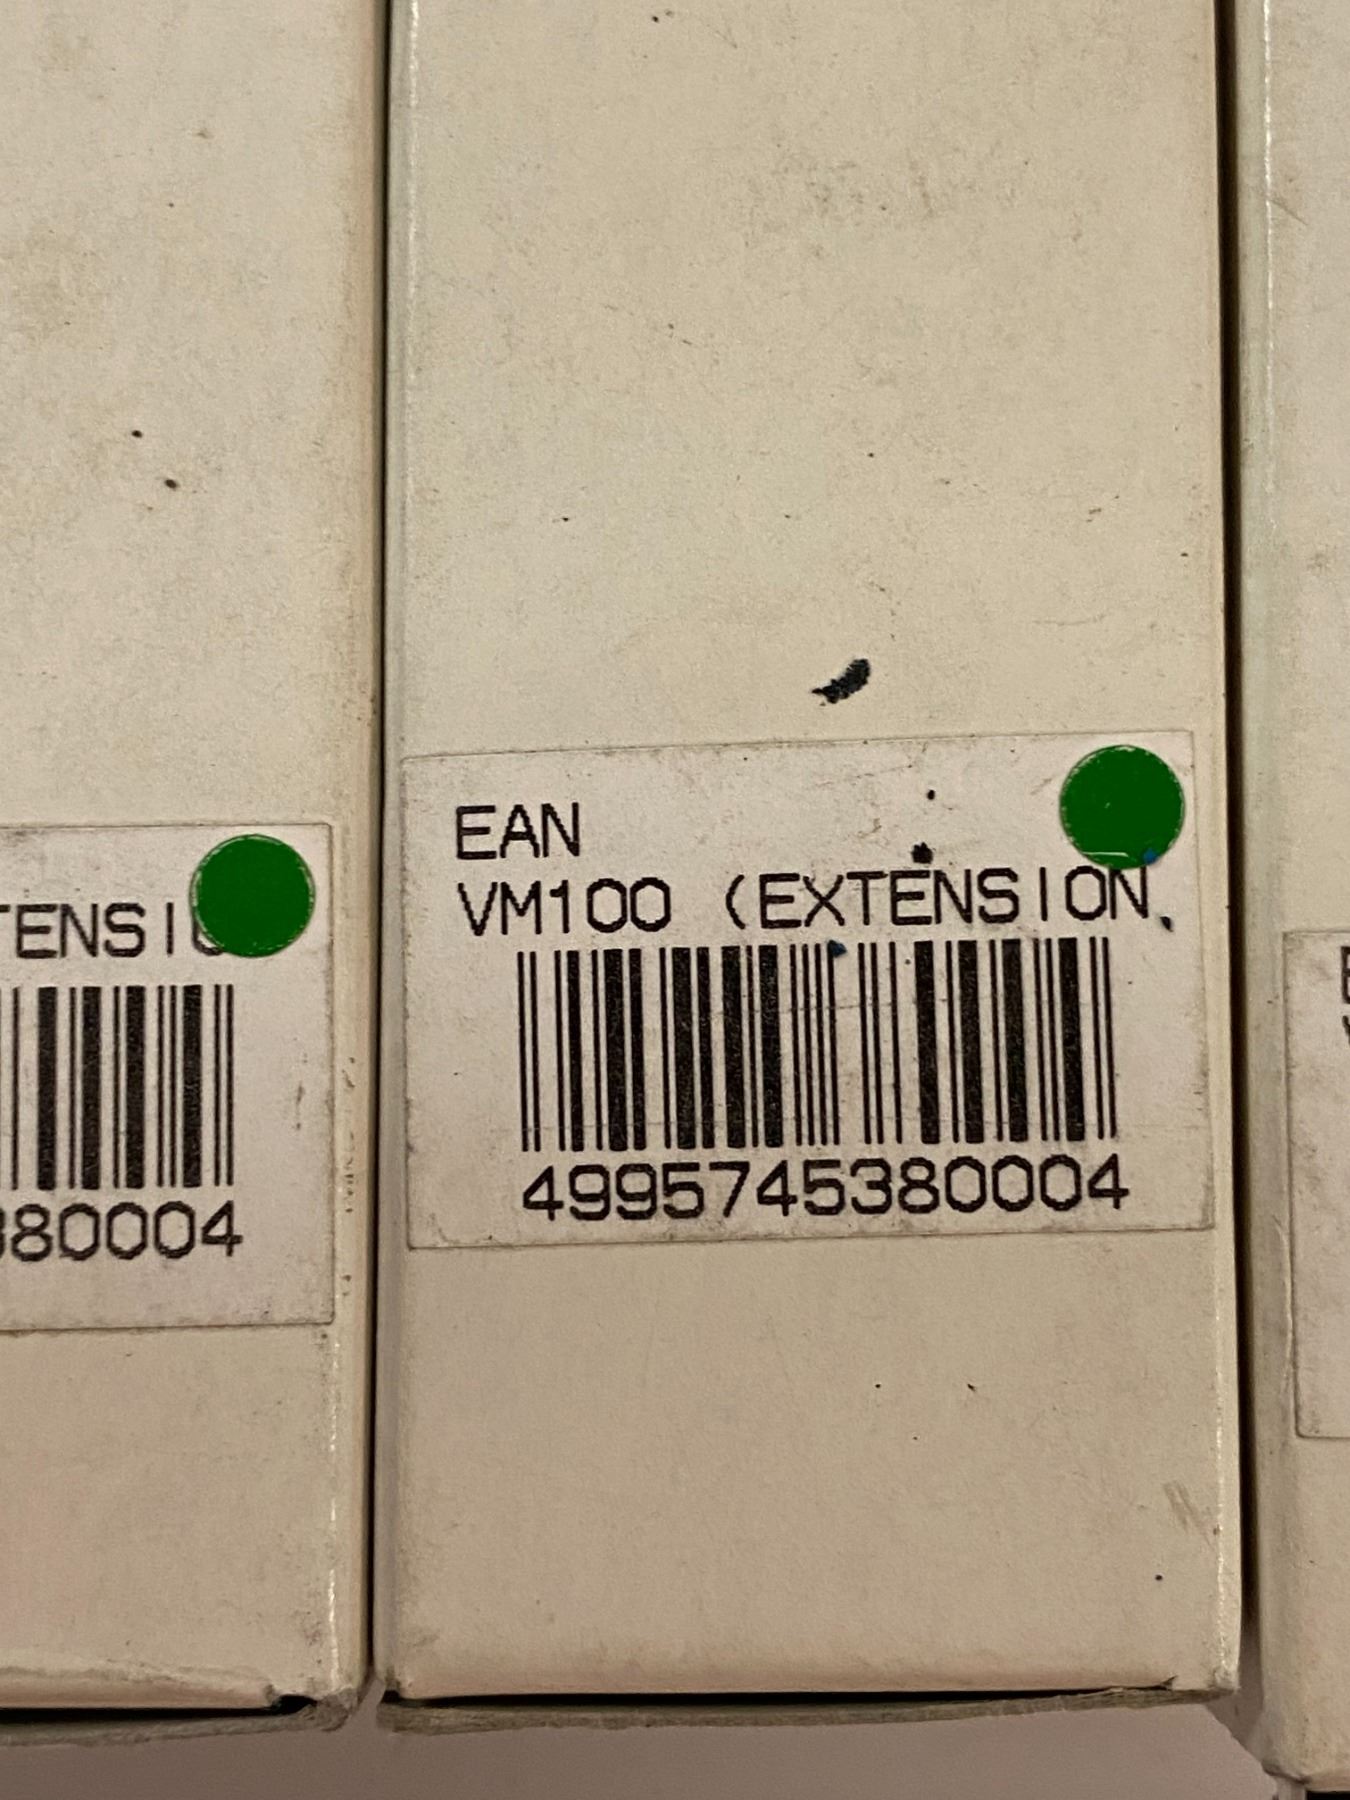 EAN
VM100 (EXTENSION,
4995745380004
TENSIO
380004